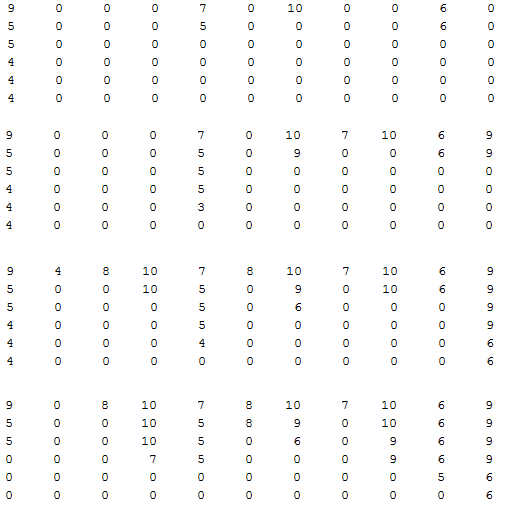 9 0 0 0 7 0 10 0 0 6 0
5 0 0 0 5 0 0 0 0 6 0
5 0 0 0 0 0 0 0 0 0 0
4 0 0 0 0 0 0 0 0 0 0
4 0 0 0 0 0 0 0 0 0 0
4 0 0 0 0 0 0 0 0 0 0
9 0 0 0 7 0 10 7 10 6 9
5 0 0 0 5 0 9 0 0 6 9
5 0 0 0 5 0 0 0 0 0 0
4 0 0 0 5 0 0 0 0 0 0
4 0 0 0 3 0 0 0 0 0 0
4 0 0 0 0 0 0 0 0 0 0
9 4 8 10 7 8 10 7 10 6 9
5 0 0 10 5 0 9 0 10 6 9
5 0 0 0 5 0 6 0 0 0 9
4 0 0 0 5 0 0 0 0 0 9
4 0 0 0 4 0 0 0 0 0 6
4 0 0 0 0 0 0 0 0 0 6
9 0 8 10 7 8 10 7 10 6 9
5 0 0 10 5 8 9 0 10 6 9
5 0 0 10 5 0 6 0 9 6 9
0 0 0 7 5 0 0 0 9 6 9
0 0 0 0 0 0 0 0 0 5 6
0 0 0 0 0 0 0 0 0 0 6